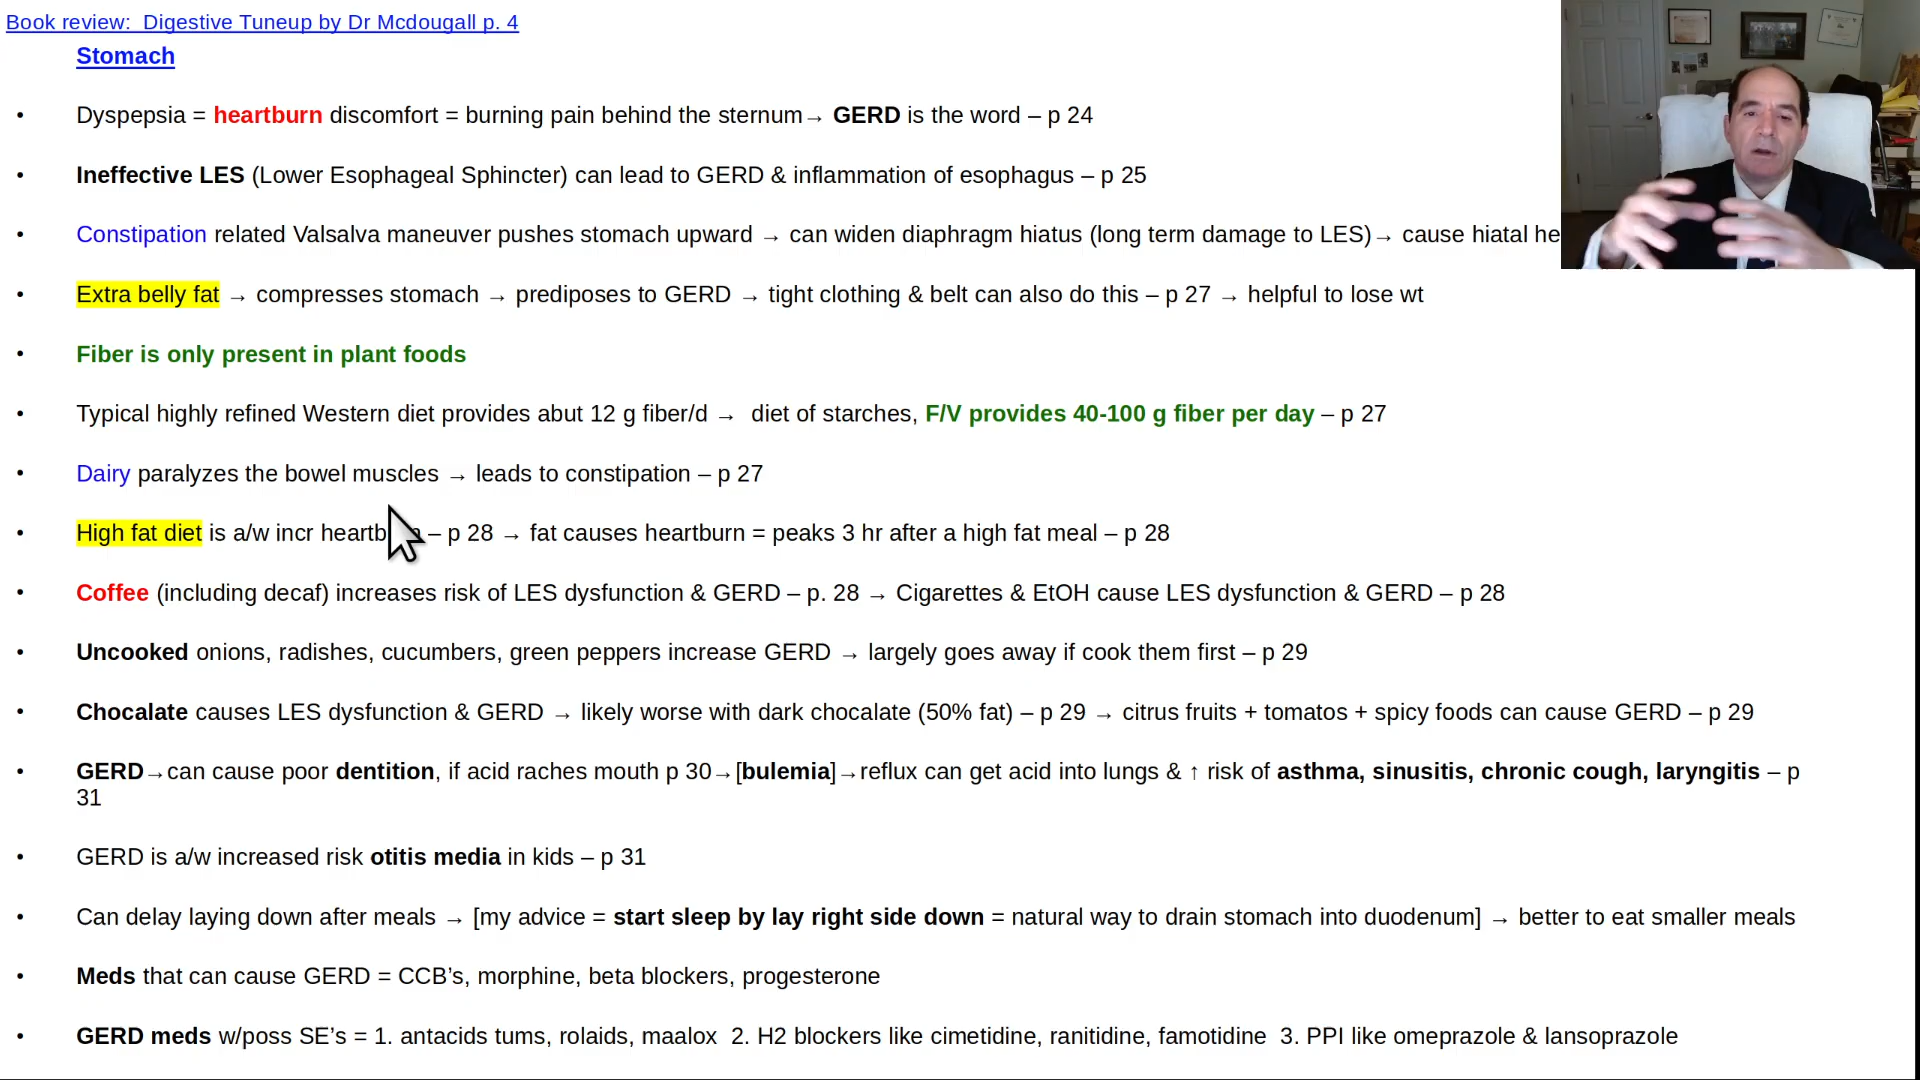 Book review:  Digestive Tuneup by Dr Mcdougall p. 4
Stomach
• Dyspepsia = heartburn discomfort = burning pain behind the sternum→ GERD is the word – p 24
• Ineffective LES (Lower Esophageal Sphincter) can lead to GERD & inflammation of esophagus – p 25
• Constipation related Valsalva maneuver pushes stomach upward → can widen diaphragm hiatus (long term damage to LES)→ cause hiatal he
• Extra belly fat → compresses stomach → prediposes to GERD → tight clothing & belt can also do this – p 27 → helpful to lose wt
• Fiber is only present in plant foods
• Typical highly refined Western diet provides abut 12 g fiber/d → diet of starches, F/V provides 40-100 g fiber per day – p 27
• Dairy paralyzes the bowel muscles → leads to constipation – p 27
• High fat diet is a/w incr heartb n – p 28 → fat causes heartburn = peaks 3 hr after a high fat meal – p 28
• Coffee (including decaf) increases risk of LES dysfunction & GERD – p. 28 → Cigarettes & EtOH cause LES dysfunction & GERD – p 28
• Uncooked onions, radishes, cucumbers, green peppers increase GERD → largely goes away if cook them first – p 29
• Chocalate causes LES dysfunction & GERD → likely worse with dark chocalate (50% fat) – p 29 → citrus fruits + tomatos + spicy foods can cause GERD – p 29
• GERD→can cause poor dentition, if acid raches mouth p 30→[bulemia]→reflux can get acid into lungs & ↑ risk of asthma, sinusitis, chronic cough, laryngitis – p
31
• GERD is a/w increased risk otitis media in kids – p 31
• Can delay laying down after meals → [my advice = start sleep by lay right side down = natural way to drain stomach into duodenum] → better to eat smaller meals
• Meds that can cause GERD = CCB’s, morphine, beta blockers, progesterone
• GERD meds w/poss SE’s = 1. antacids tums, rolaids, maalox  2. H2 blockers like cimetidine, ranitidine, famotidine  3. PPI like omeprazole & lansoprazole